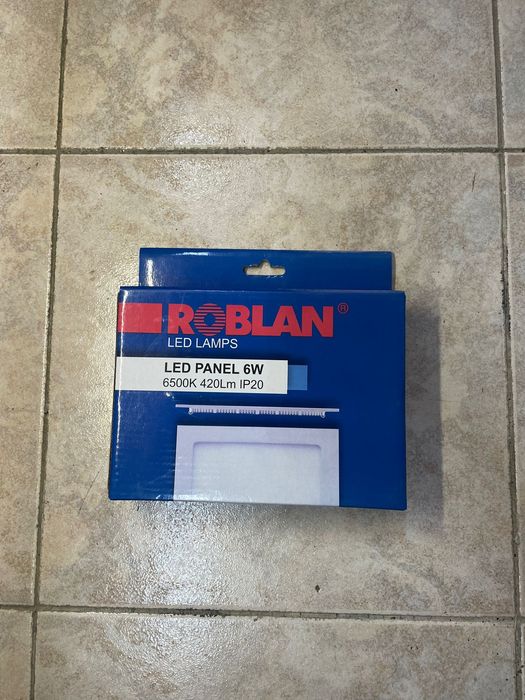 ROBLAN®
LED LAMPS
LED PANEL 6W
6500K 420Lm IP20